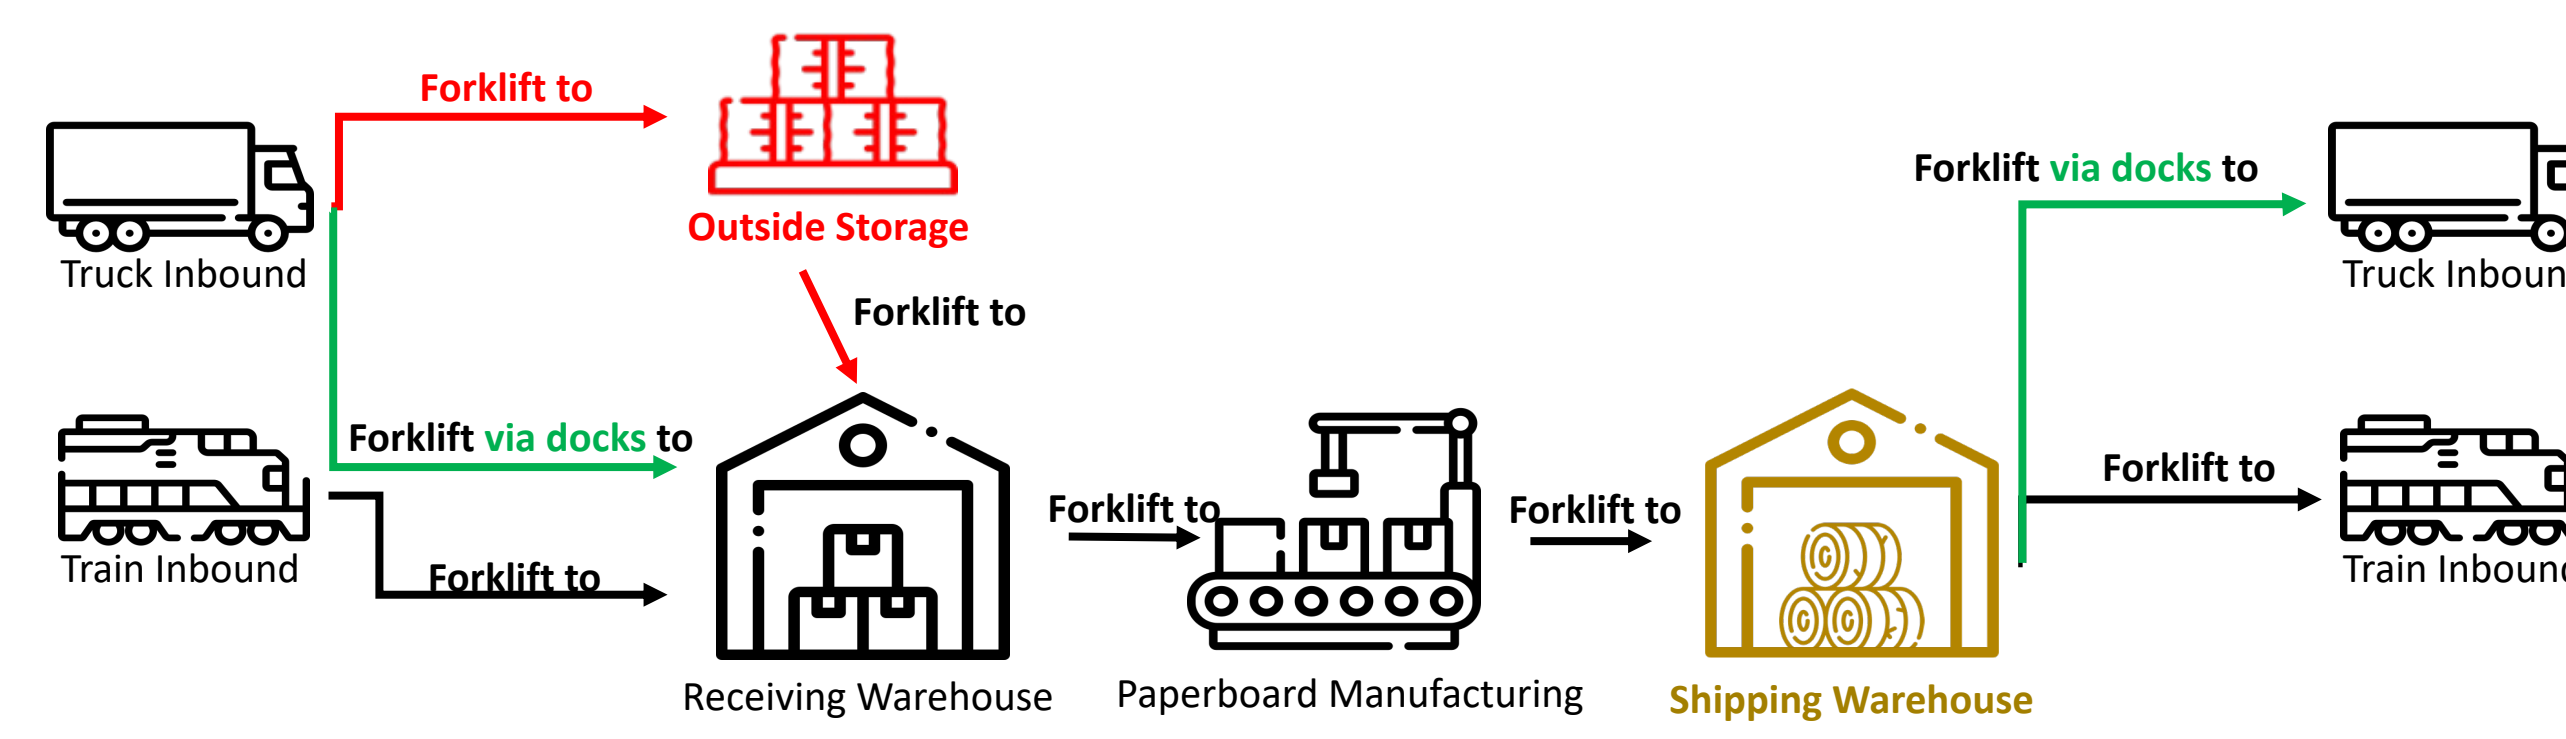 Forklift to
Truck Inbound
Outside Storage
Forklift to
Forklift via docks to
Train Inbound
Forklift to
Receiving Warehouse
Forklift to
Paperboard Manufacturing
Forklift to
Shipping Warehouse
Forklift via docks to
Truck Inboun
Forklift to
Train Inboun